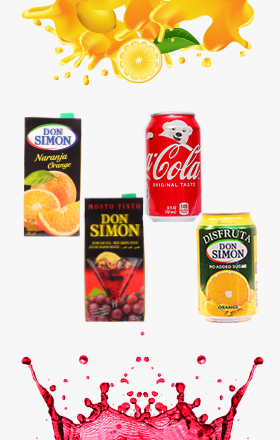 DON
SIMON
Naranja
Orange
Coca-Cola
ORIGINAL TASTE
MOSTO TINTO
DON
SIMON
DISFRUTA
DON
SIMON
NO ADDED SUGAR
ORANGE